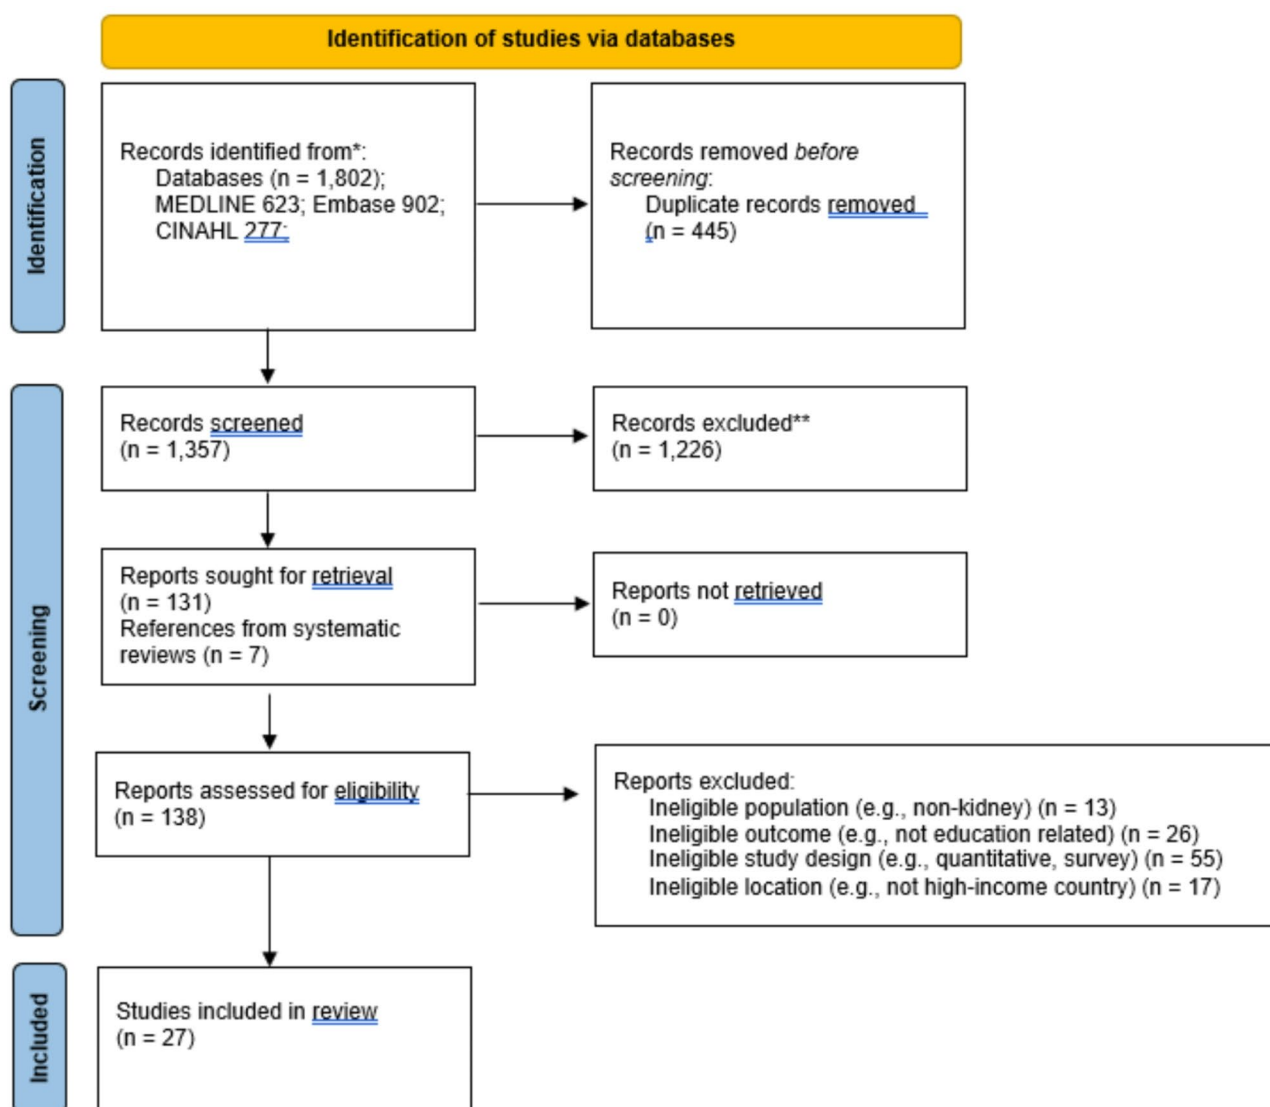 Identification of studies via databases
Identification
Records identified from*:
Databases (n = 1,802);
MEDLINE 623; Embase 902;
CINAHL 277;
Records removed before
screening:
Duplicate records removed
(n = 445)
Screening
Records screened
(n = 1,357)
Records excluded**
(n = 1,226)
Reports sought for retrieval
(n = 131)
References from systematic
reviews (n = 7)
Reports not retrieved
(n = 0)
Reports assessed for eligibility
(n = 138)
Reports excluded:
Ineligible population (e.g., non-kidney) (n = 13)
Ineligible outcome (e.g., not education related) (n = 26)
Ineligible study design (e.g., quantitative, survey) (n = 55)
Ineligible location (e.g., not high-income country) (n = 17)
Included
Studies included in review
(n = 27)